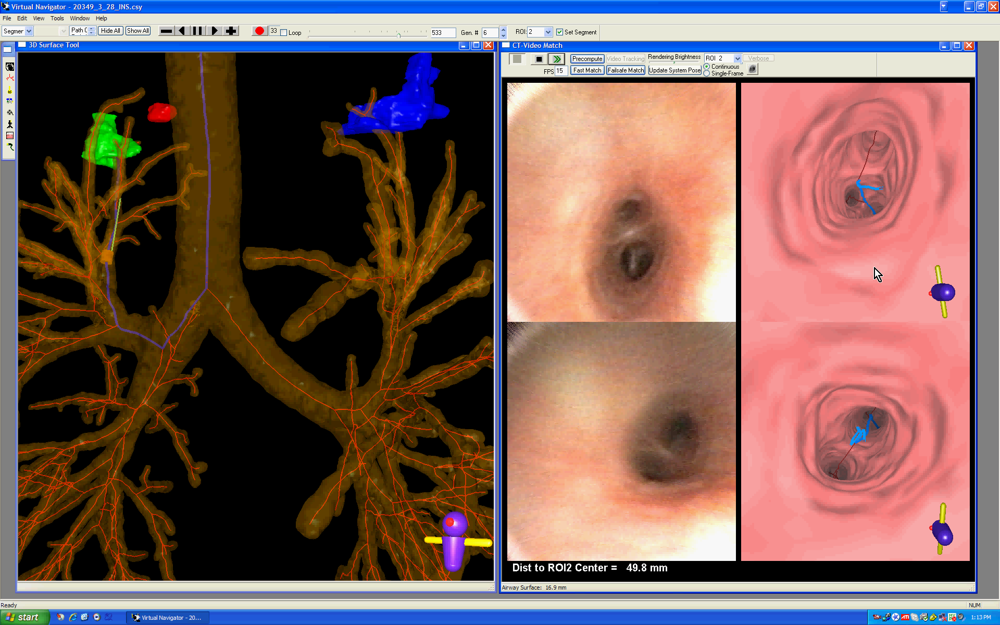 Virtual Navigator - 20349_3_28_INS.csy
File Edit View Tools Window Help
Segmer Path C Hide All Show All 33 Loop 533 Gen. # 6 ROI: 2 Set Segment
3D Surface Tool
CT-Video Match
Precompute Video Tracking Rendering Brightness ROI 2 Verbose
FPS 15 Fast Match Failsafe Match Update System Pose Continuous
Single-Frame
Dist to ROI2 Center = 49.8 mm
Airway Surface: 16.9 mm
Ready NUM
start Virtual Navigator - 20... ATI 1:13 PM